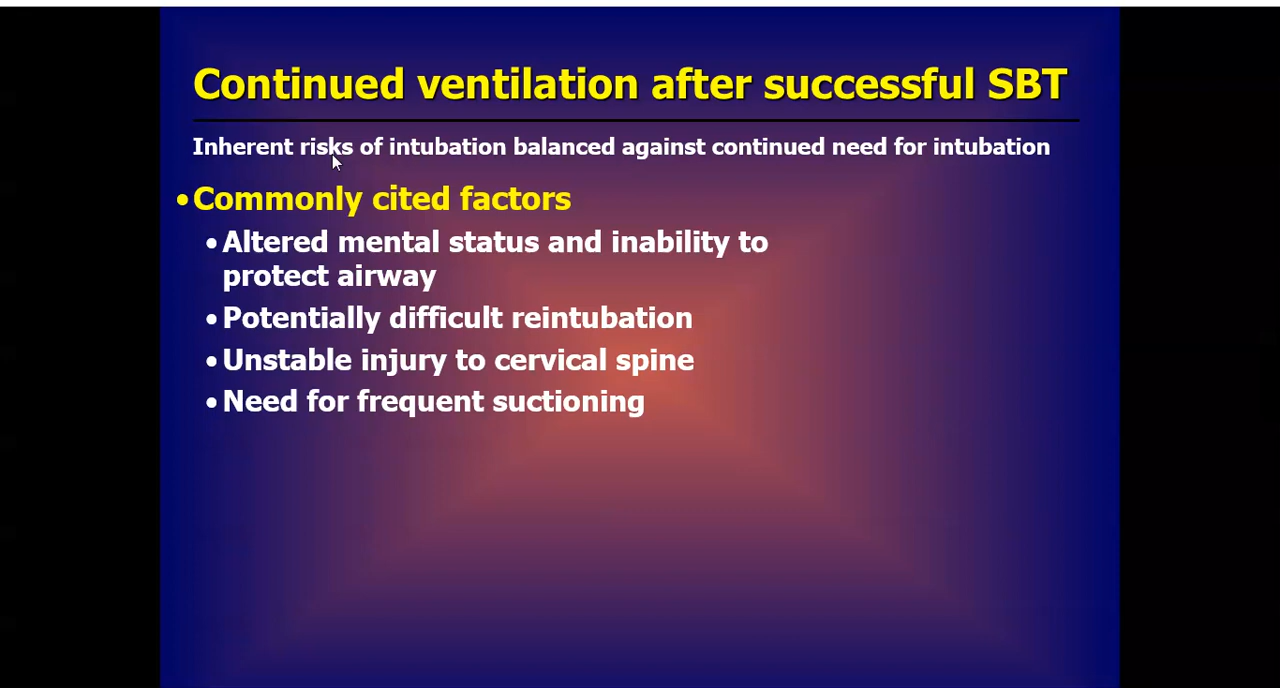 Continued ventilation after successful SBT
Inherent risks of intubation balanced against continued need for intubation
•Commonly cited factors
•Altered mental status and inability to
protect airway
•Potentially difficult reintubation
•Unstable injury to cervical spine
•Need for frequent suctioning